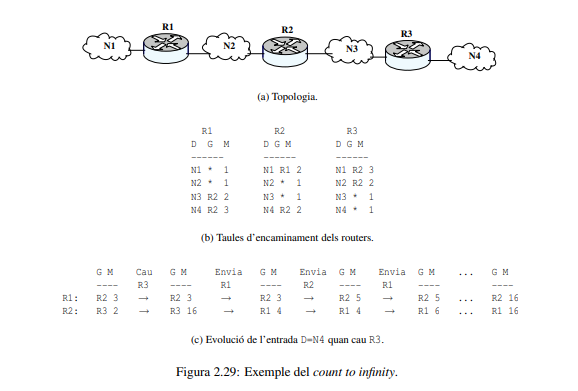 R1
R2
R3
N1
N2
N3
N4
(a) Topologia.
R1 R2 R3
D G M D G M D G M
------ ------ ------
N1 * 1 N1 R1 2 N1 R2 3
N2 * 1 N2 * 1 N2 R2 2
N3 R2 2 N3 * 1 N3 * 1
N4 R2 3 N4 R2 2 N4 * 1
(b) Taules d'encaminament dels routers.
G M Cau G M Envia G M Envia G M Envia G M ... G M
---- R3 ---- R1 ---- R2 ---- R1 ---- ----
R1: R2 3 → R2 3 → R2 3 → R2 5 → R2 5 ... R2 16
R2: R3 2 → R3 16 → R1 4 → R1 4 → R1 6 ... R1 16
(c) Evolució de l'entrada D=N4 quan cau R3.
Figura 2.29: Exemple del count to infinity.